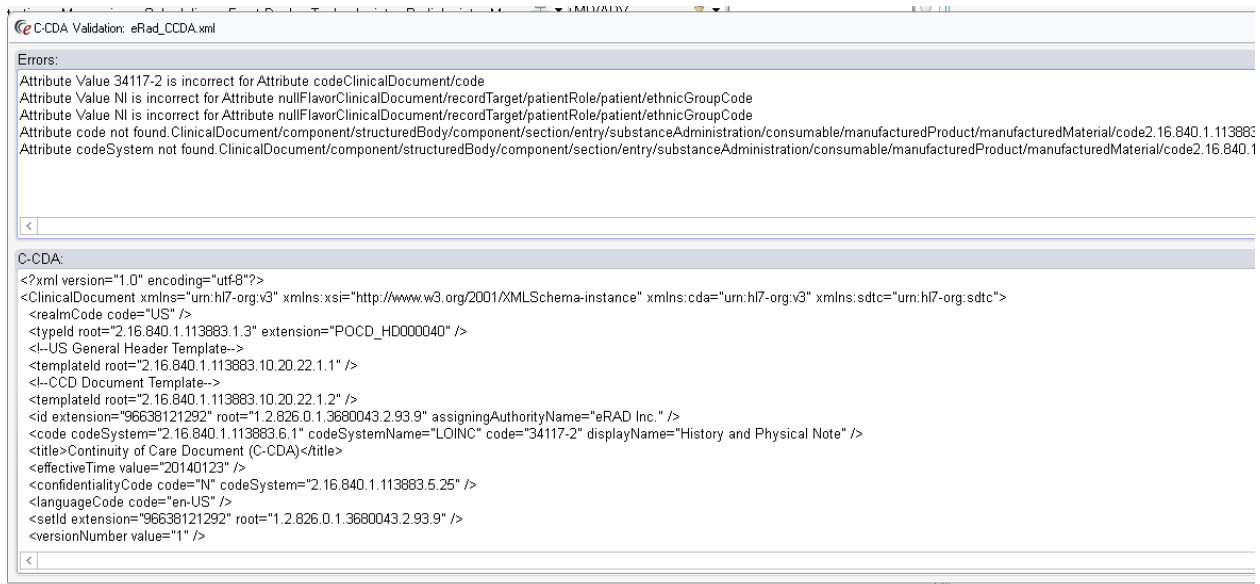 C-CDA Validation: eRad_CCDA.xml
Errors:
Attribute Value 34117-2 is incorrect for Attribute codeClinicalDocument/code
Attribute Value NI is incorrect for Attribute nullFlavorClinicalDocument/recordTarget/patientRole/patient/ethnicGroupCode
Attribute Value NI is incorrect for Attribute nullFlavorClinicalDocument/recordTarget/patientRole/patient/ethnicGroupCode
Attribute code not found.ClinicalDocument/component/structuredBody/component/section/entry/substanceAdministration/consumable/manufacturedProduct/manufacturedMaterial/code2.16.840.1.113883
Attribute codeSystem not found.ClinicalDocument/component/structuredBody/component/section/entry/substanceAdministration/consumable/manufacturedProduct/manufacturedMaterial/code2.16.840.1
C-CDA:
<?xml version="1.0" encoding="utf-8"?>
<ClinicalDocument xmlns="urn:hl7-org:v3" xmlns:xsi="http://www.w3.org/2001/XMLSchema-instance" xmlns:cda="urn:hl7-org:v3" xmlns:sdtc="urn:hl7-org:sdtc">
<realmCode code="US" />
<typeId root="2.16.840.1.113883.1.3" extension="POCD_HD000040" />
<!--US General Header Template-->
<templateId root="2.16.840.1.113883.10.20.22.1.1" />
<!--CCD Document Template-->
<templateId root="2.16.840.1.113883.10.20.22.1.2" />
<id extension="96638121292" root="1.2.826.0.1.3680043.2.93.9" assigningAuthorityName="eRAD Inc." />
<code codeSystem="2.16.840.1.113883.6.1" codeSystemName="LOINC" code="34117-2" displayName="History and Physical Note" />
<title>Continuity of Care Document (C-CDA)</title>
<effectiveTime value="20140123" />
<confidentialityCode code="N" codeSystem="2.16.840.1.113883.5.25" />
<languageCode code="en-US" />
<setId extension="96638121292" root="1.2.826.0.1.3680043.2.93.9" />
<versionNumber value="1" />